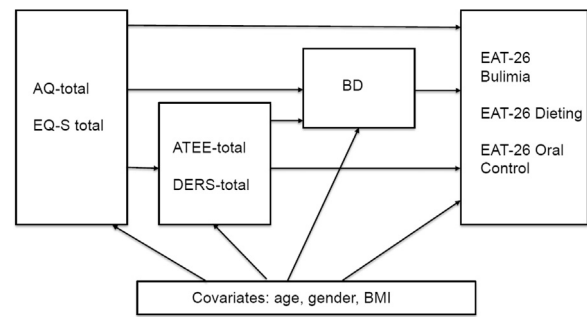 AQ-total
EQ-S total
ATEE-total
DERS-total
BD
EAT-26
Bulimia
EAT-26 Dieting
EAT-26 Oral
Control
Covariates: age, gender, BMI